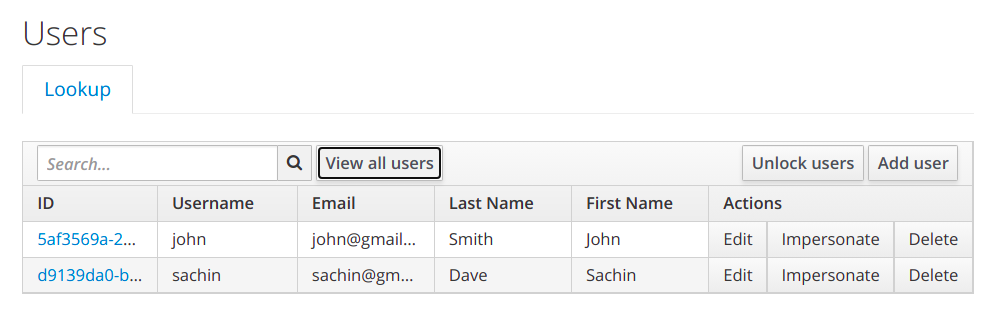 Users
Lookup
Search... View all users Unlock users Add user
ID Username Email Last Name First Name Actions
5af3569a-2... john john@gmail... Smith John Edit Impersonate Delete
d9139da0-b... sachin sachin@gm... Dave Sachin Edit Impersonate Delete